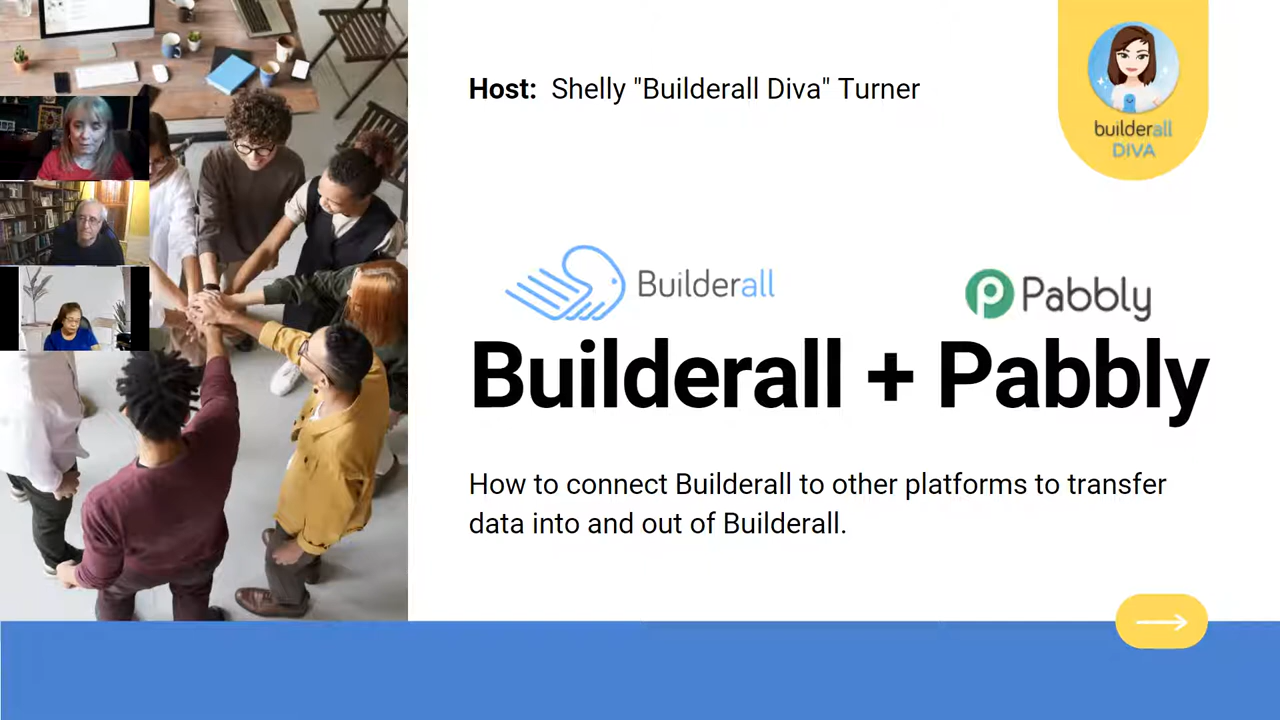 Host: Shelly "Builderall Diva" Turner
builderall
DIVA
Builderall
Pabbly
Builderall + Pabbly
How to connect Builderall to other platforms to transfer
data into and out of Builderall.